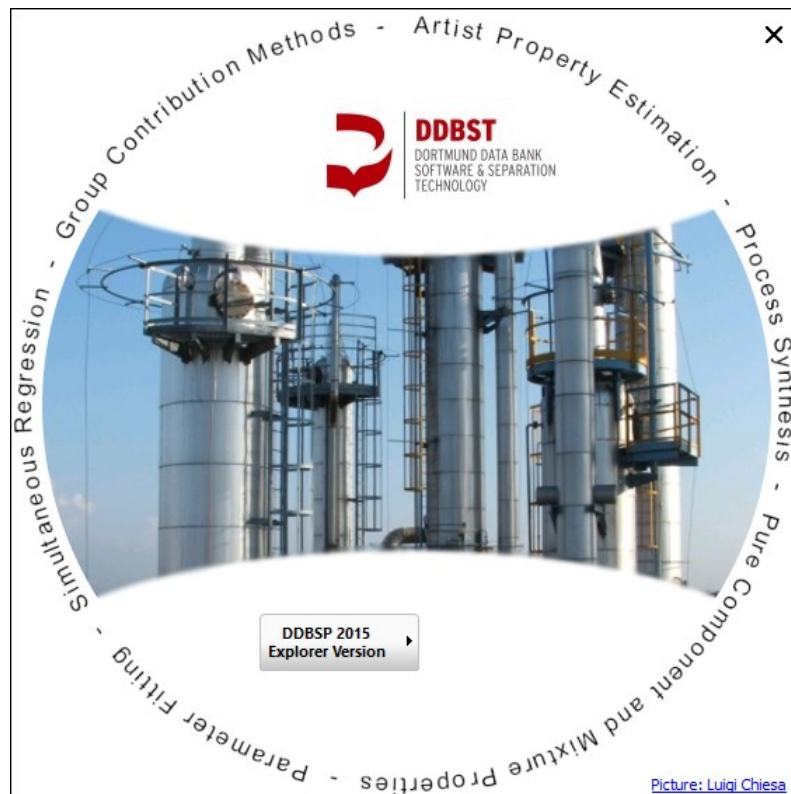 Artist Property Estimation - Process Synthesis - Pure Component and Mixture Properties - Parameter Fitting - Simultaneous Regression - Group Contribution Methods -
DDBST
DORTMUND DATA BANK
SOFTWARE & SEPARATION
TECHNOLOGY
DDBSP 2015
Explorer Version
Picture: Luigi Chiesa